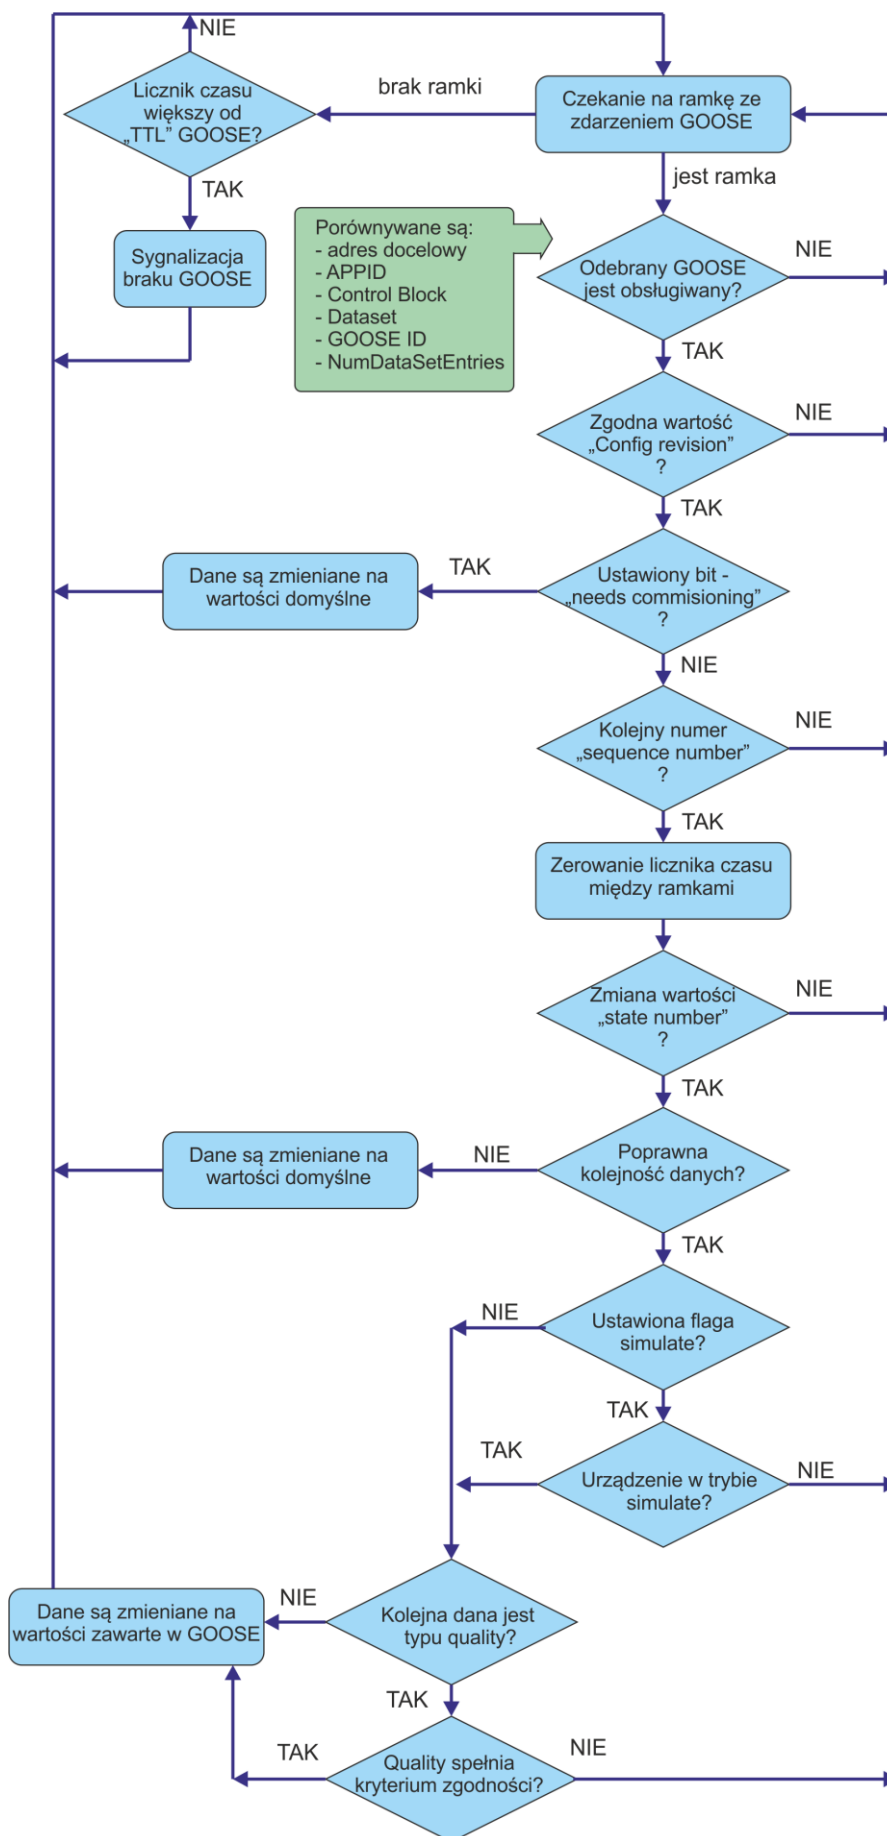 NIE
Licznik czasu
większy od
„TTL” GOOSE?
brak ramki
Czekanie na ramkę ze
zdarzeniem GOOSE
TAK
jest ramka
Sygnalizacja
braku GOOSE
Porównywane są:
- adres docelowy
- APPID
- Control Block
- Dataset
- GOOSE ID
- NumDataSetEntries
Odebrany GOOSE
jest obsługiwany?
NIE
TAK
Zgodna wartość
„Config revision”
?
NIE
TAK
Ustawiony bit -
„needs commisioning”
?
TAK
Dane są zmieniane na
wartości domyślne
NIE
Kolejny numer
„sequence number”
?
NIE
TAK
Zerowanie licznika czasu
między ramkami
Zmiana wartości
„state number”
?
NIE
TAK
Poprawna
kolejność danych?
NIE
Dane są zmieniane na
wartości domyślne
TAK
Ustawiona flaga
simulate?
NIE
TAK
Urządzenie w trybie
simulate?
TAK
NIE
Kolejna dana jest
typu quality?
NIE
Dane są zmieniane na
wartości zawarte w GOOSE
TAK
Quality spełnia
kryterium zgodności?
TAK
NIE